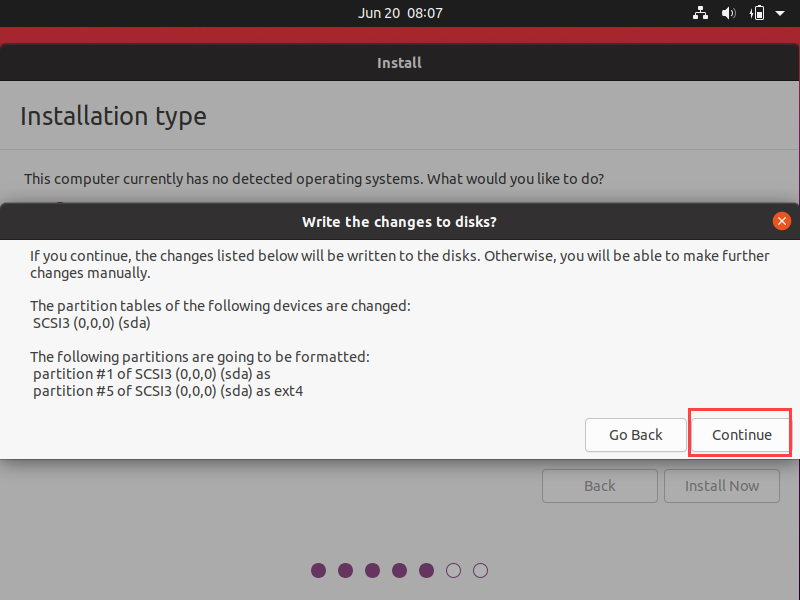 Jun 20 08:07
Install
Installation type
This computer currently has no detected operating systems. What would you like to do?
Write the changes to disks?
If you continue, the changes listed below will be written to the disks. Otherwise, you will be able to make further
changes manually.
The partition tables of the following devices are changed:
SCSI3 (0,0,0) (sda)
The following partitions are going to be formatted:
partition #1 of SCSI3 (0,0,0) (sda) as
partition #5 of SCSI3 (0,0,0) (sda) as ext4
Go Back
Continue
Back
Install Now